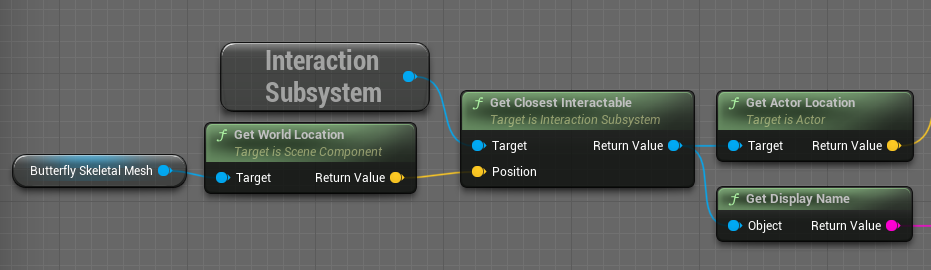 Interaction
Subsystem
Get Closest Interactable
Target is Interaction Subsystem
Target
Return Value
Position
Get Actor Location
Target is Actor
Target
Return Value
Get World Location
Target is Scene Component
Target
Return Value
Butterfly Skeletal Mesh
Get Display Name
Object
Return Value